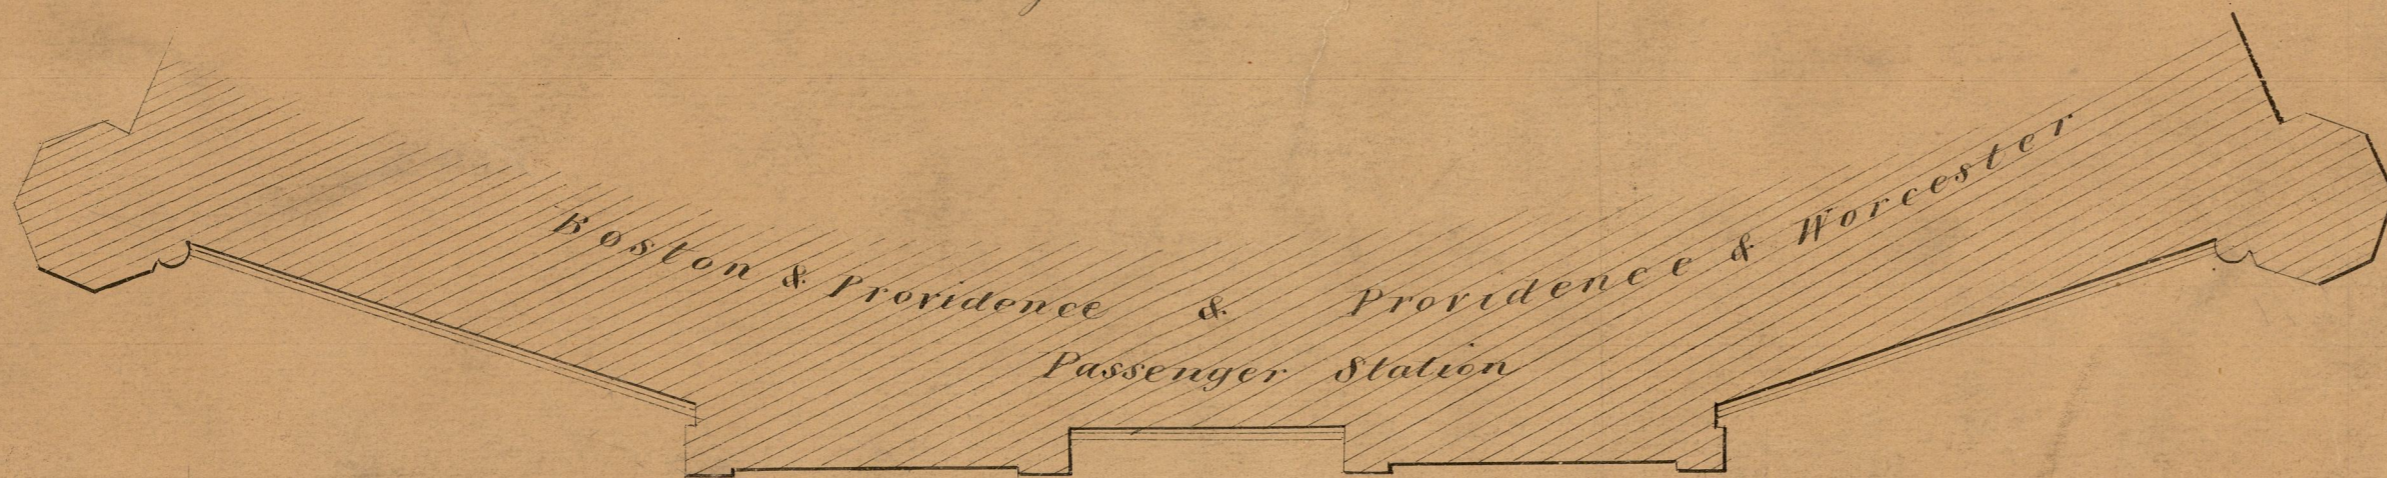 Boston & Providence & Providence & Worcester
Passenger Station